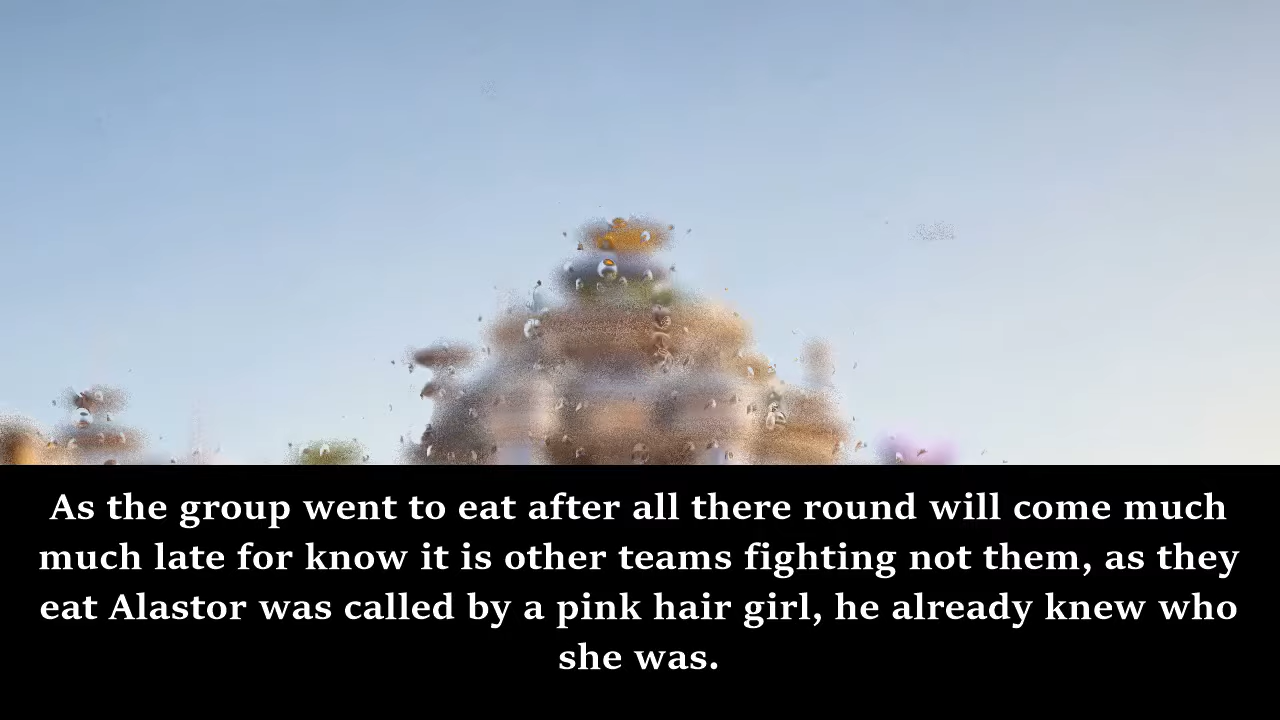 As the group went to eat after all there round will come much
much late for know it is other teams fighting not them, as they
eat Alastor was called by a pink hair girl, he already knew who
she was.